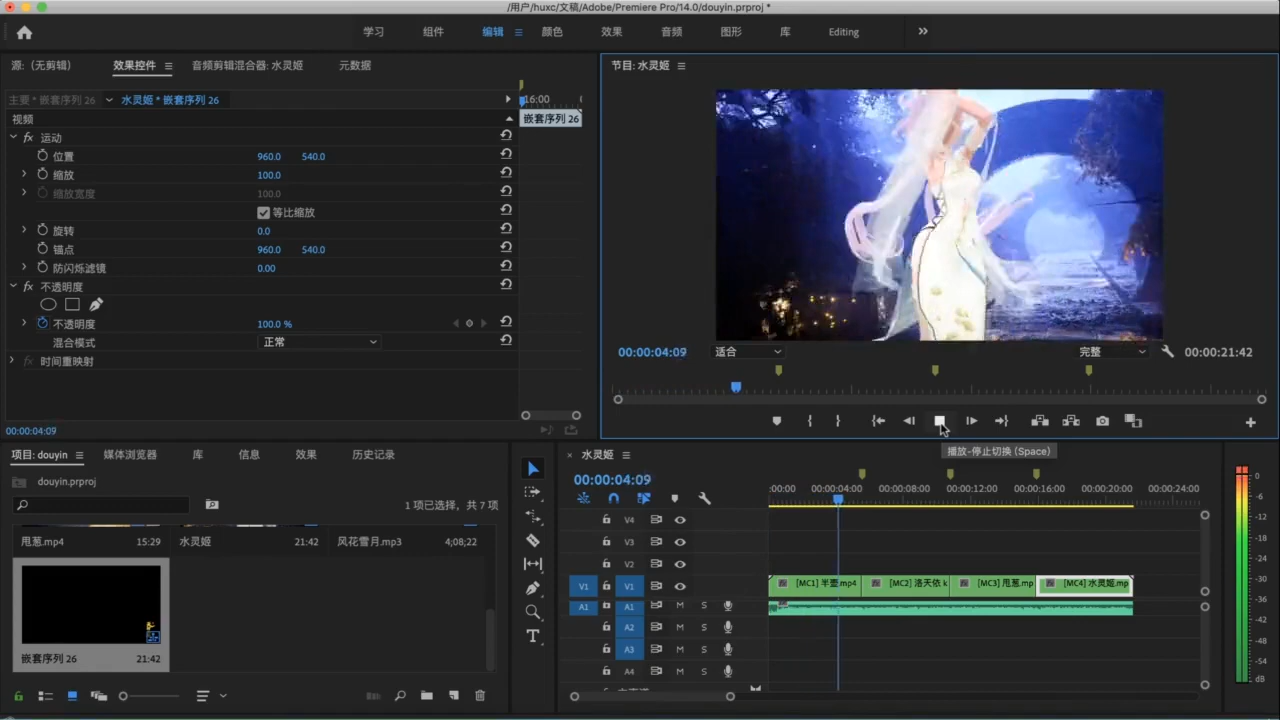 /用户/huxc/文稿/Adobe/Premiere Pro/14.0/douyin.prproj *
学习 组件 编辑 颜色 效果 音频 图形 库 Editing
源: (无剪辑) 效果控件 音频剪辑混合器: 水灵姬 元数据
节目: 水灵姬
主要 * 嵌套序列 26 水灵姬 * 嵌套序列 26
16:00
视频
嵌套序列 26
运动
位置 960.0 540.0
缩放 100.0
缩放宽度 100.0
等比缩放
旋转 0.0
锚点 960.0 540.0
防闪烁滤镜 0.00
不透明度
不透明度 100.0 %
混合模式 正常
时间重映射
00:00:04:09
00:00:04:09 适合 完整 00:00:21:42
播放-停止切换 (Space)
项目: douyin 媒体浏览器 库 信息 效果 历史记录
douyin.prproj
1 项已选择，共 7 项
甩葱.mp4 15:29 水灵姬 21:42 风花雪月.mp3 4;08;22
嵌套序列 26 21:42
× 水灵姬
00:00:04:09
:00:00 00:00:04:00 00:00:08:00 00:00:12:00 00:00:16:00 00:00:20:00 00:00:24:00
V4
V3
V2
V1 V1 [MC1] 半壶.mp4 [MC2] 洛天依 k [MC3] 甩葱.mp [MC4] 水灵姬.mp
A1 A1 M S
A2 M S
A3 M S
A4 M S
0
-6
-12
-18
-24
-30
-36
-42
-48
-54
dB